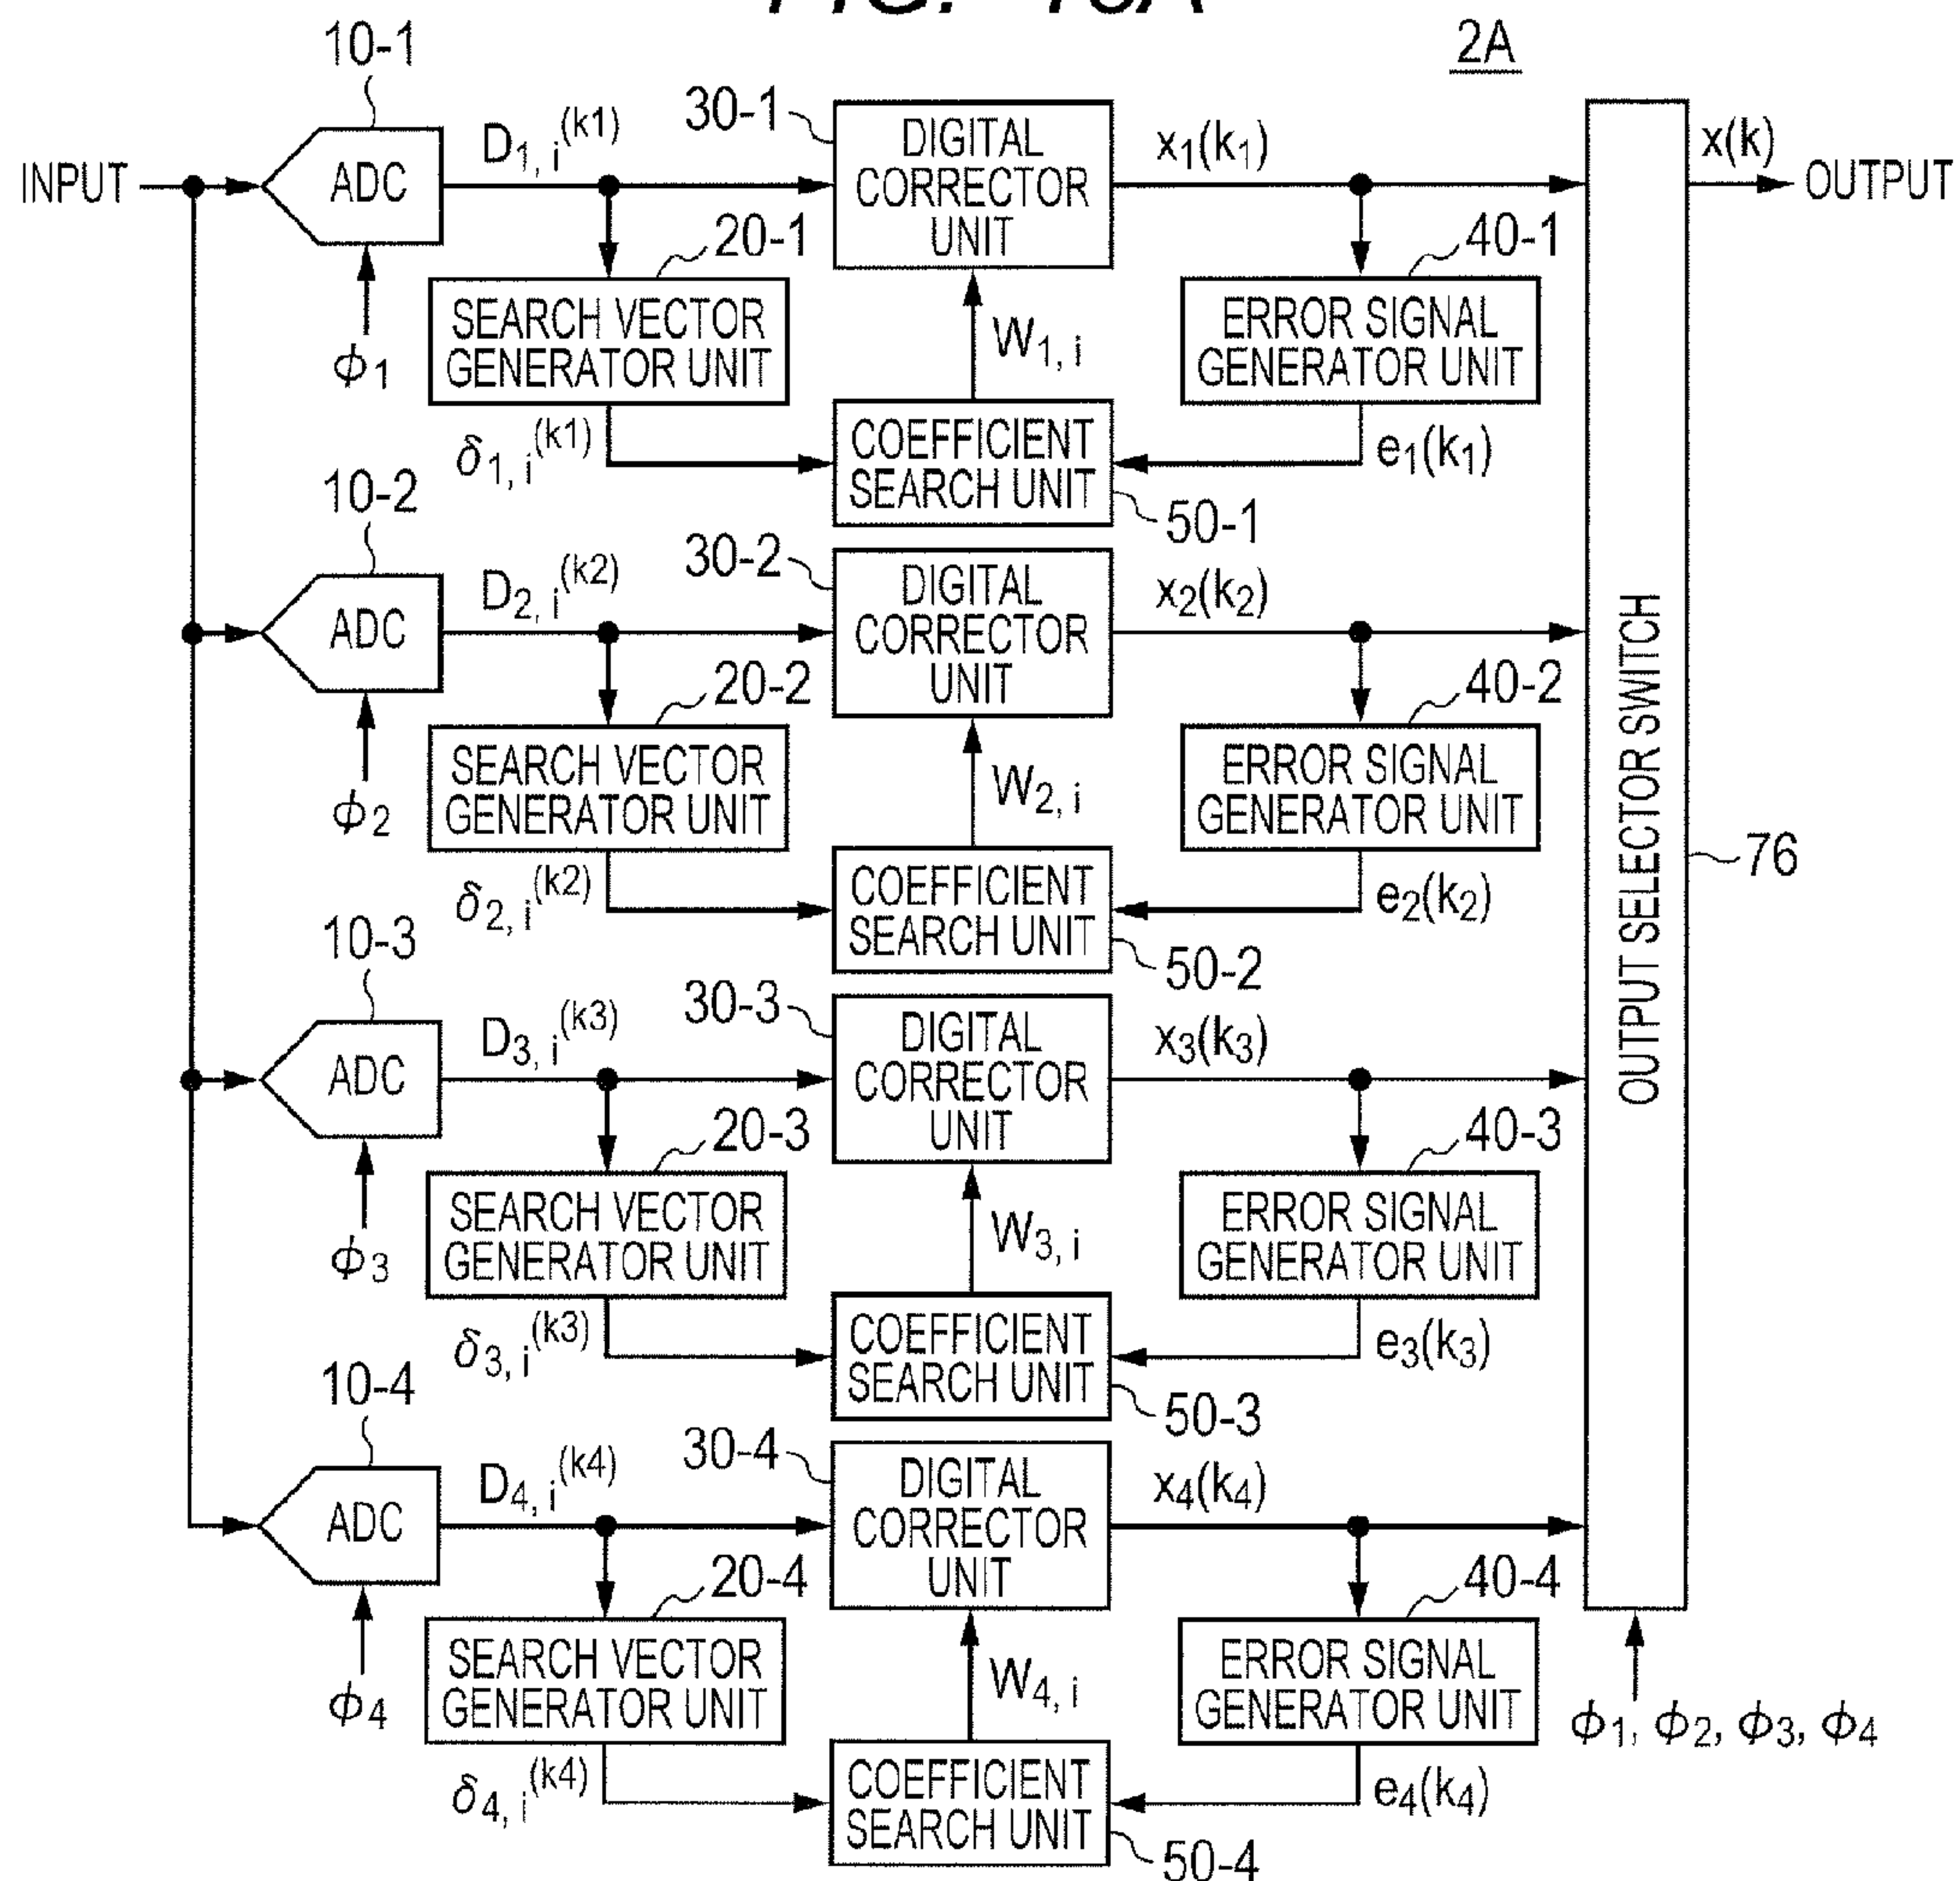 2A
10-1
INPUT
ADC
D1, i(k1)
30-1
DIGITAL
CORRECTOR
UNIT
x1(k1)
x(k)
OUTPUT
ϕ1
20-1
SEARCH VECTOR
GENERATOR UNIT
W1, i
40-1
ERROR SIGNAL
GENERATOR UNIT
δ1, i(k1)
COEFFICIENT
SEARCH UNIT
e1(k1)
50-1
10-2
ADC
D2, i(k2)
30-2
DIGITAL
CORRECTOR
UNIT
x2(k2)
ϕ2
20-2
SEARCH VECTOR
GENERATOR UNIT
W2, i
40-2
ERROR SIGNAL
GENERATOR UNIT
OUTPUT SELECTOR SWITCH
76
δ2, i(k2)
COEFFICIENT
SEARCH UNIT
e2(k2)
50-2
10-3
ADC
D3, i(k3)
30-3
DIGITAL
CORRECTOR
UNIT
x3(k3)
ϕ3
20-3
SEARCH VECTOR
GENERATOR UNIT
W3, i
40-3
ERROR SIGNAL
GENERATOR UNIT
δ3, i(k3)
COEFFICIENT
SEARCH UNIT
e3(k3)
50-3
10-4
ADC
D4, i(k4)
30-4
DIGITAL
CORRECTOR
UNIT
x4(k4)
ϕ4
20-4
SEARCH VECTOR
GENERATOR UNIT
W4, i
40-4
ERROR SIGNAL
GENERATOR UNIT
ϕ1, ϕ2, ϕ3, ϕ4
δ4, i(k4)
COEFFICIENT
SEARCH UNIT
e4(k4)
50-4